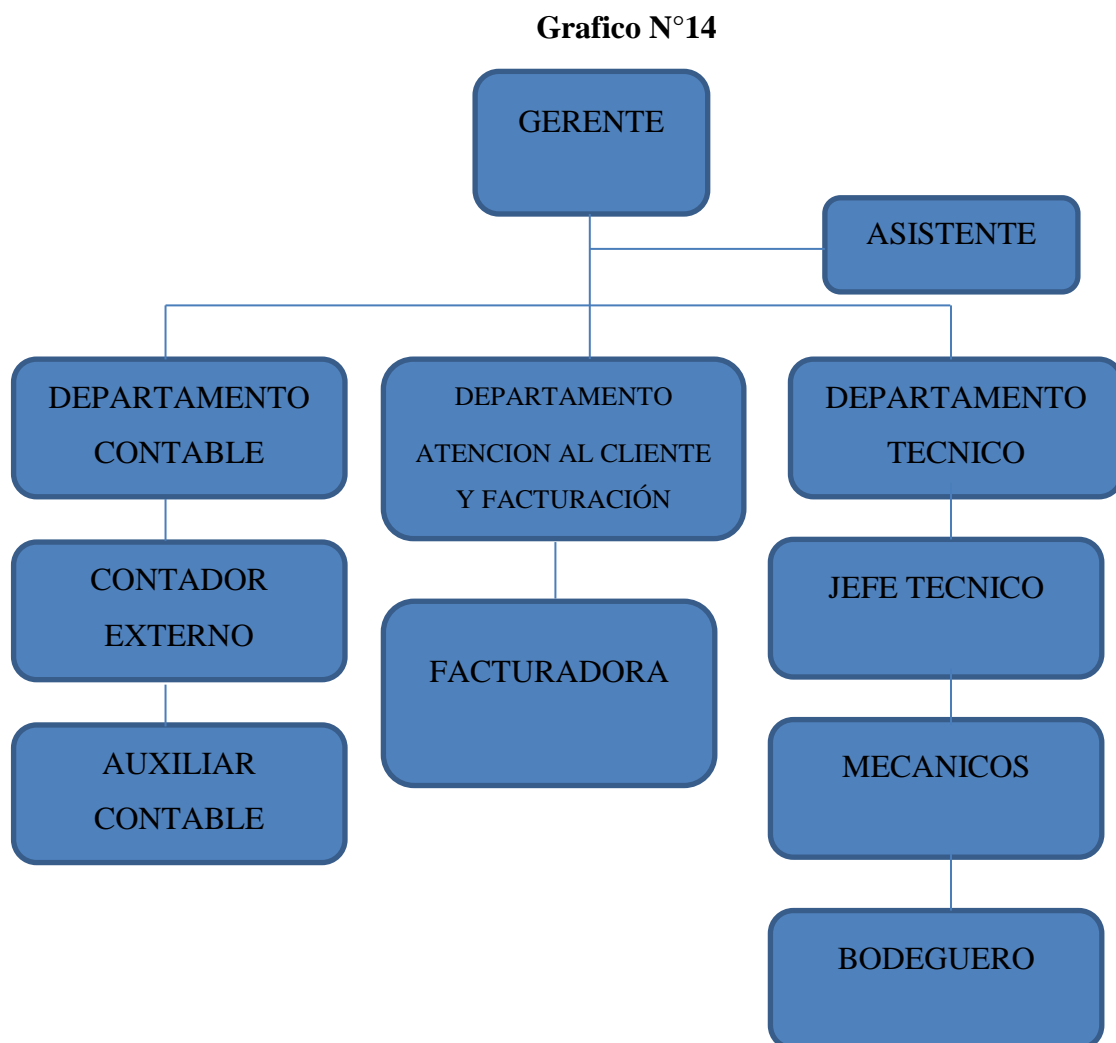 Grafico N°14
GERENTE
ASISTENTE
DEPARTAMENTO
CONTABLE
DEPARTAMENTO
ATENCION AL CLIENTE
Y FACTURACIÓN
DEPARTAMENTO
TECNICO
CONTADOR
EXTERNO
FACTURADORA
JEFE TECNICO
AUXILIAR
CONTABLE
MECANICOS
BODEGUERO